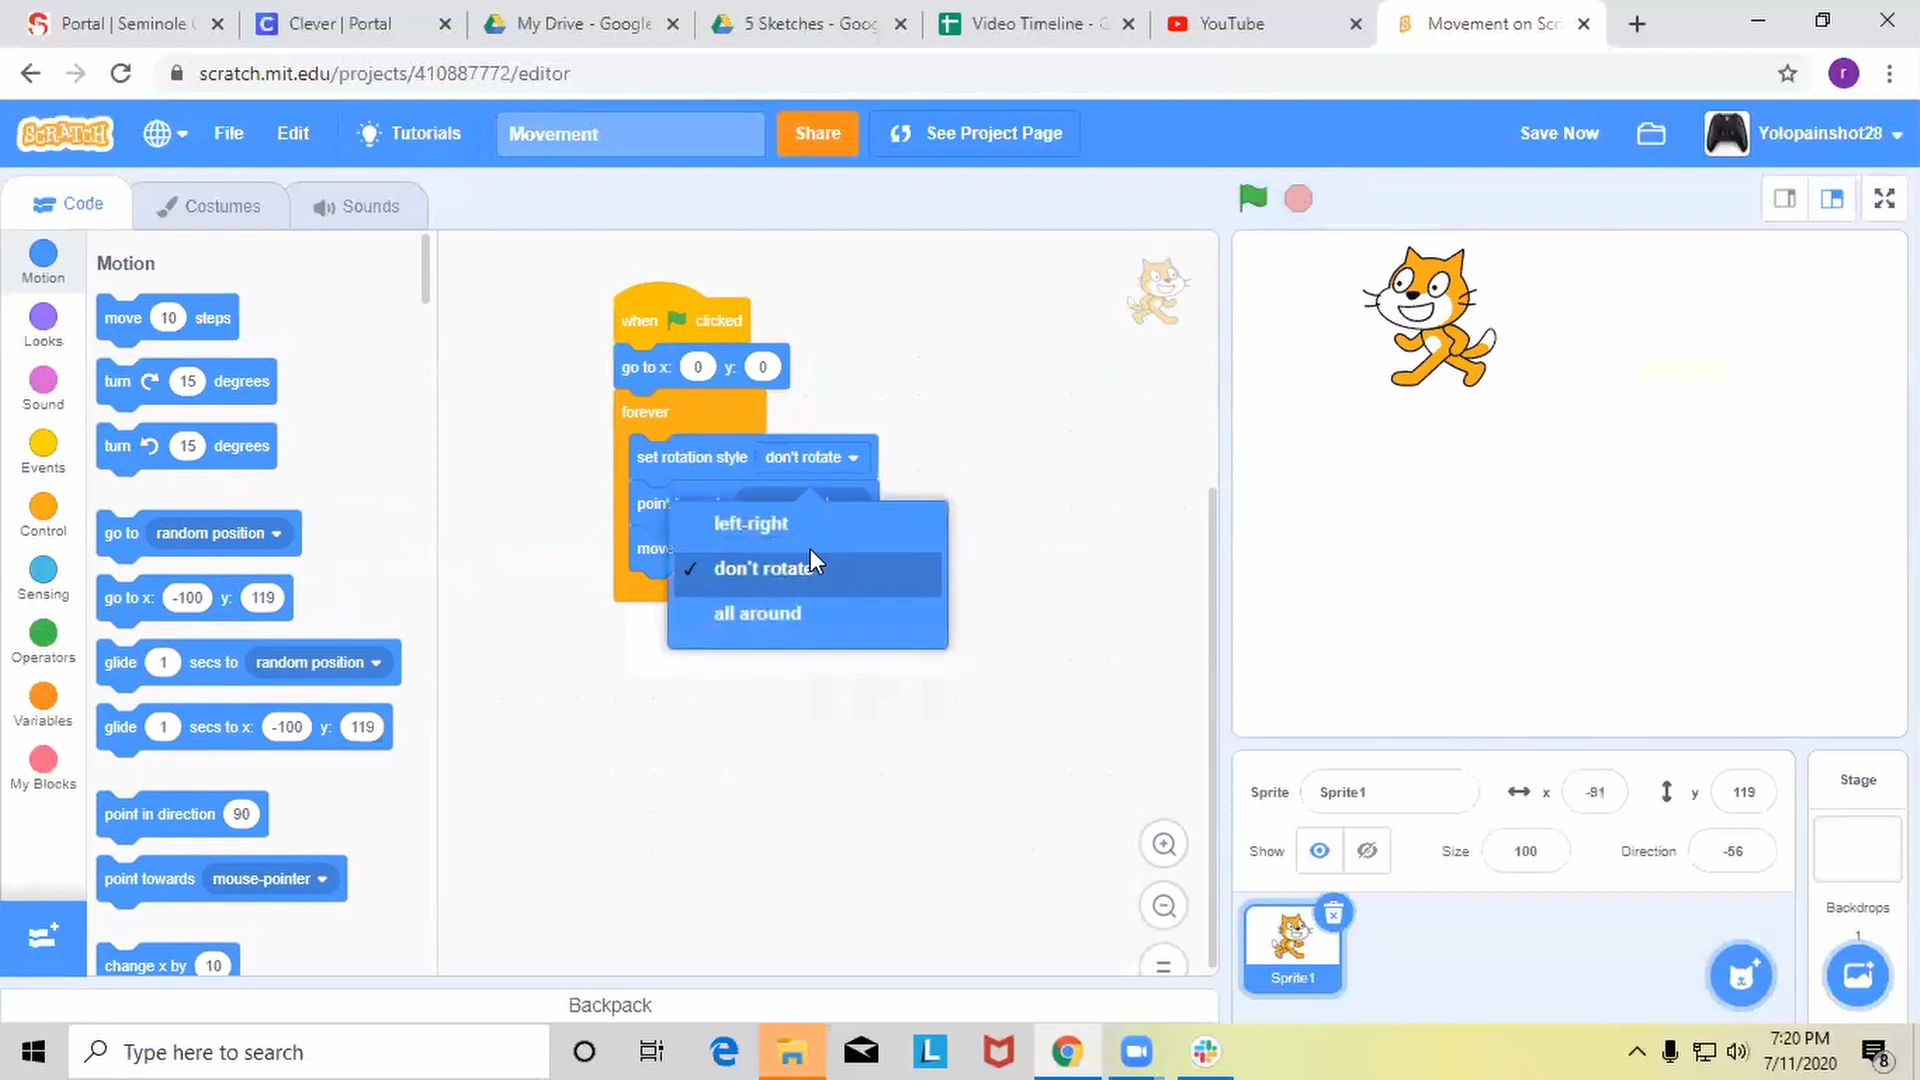 Portal | Seminole C
Clever | Portal
My Drive - Google
5 Sketches - Goog
Video Timeline - G
YouTube
Movement on Scr
scratch.mit.edu/projects/410887772/editor
r
SCRATCH
File
Edit
Tutorials
Movement
Share
See Project Page
Save Now
Yolopainshot28
Code
Costumes
Sounds
Motion
Looks
Sound
Events
Control
Sensing
Operators
Variables
My Blocks
Motion
move 10 steps
turn 15 degrees
turn 15 degrees
go to random position
go to x: -100 y: 119
glide 1 secs to random position
glide 1 secs to x: -100 y: 119
point in direction 90
point towards mouse-pointer
change x by 10
when clicked
go to x: 0 y: 0
forever
set rotation style don't rotate
point
move
left-right
✓ don't rotate
all around
Backpack
Sprite Sprite1 x -91 y 119
Show Size 100 Direction -56
Sprite1
Stage
Backdrops
1
Type here to search
7:20 PM
7/11/2020
8